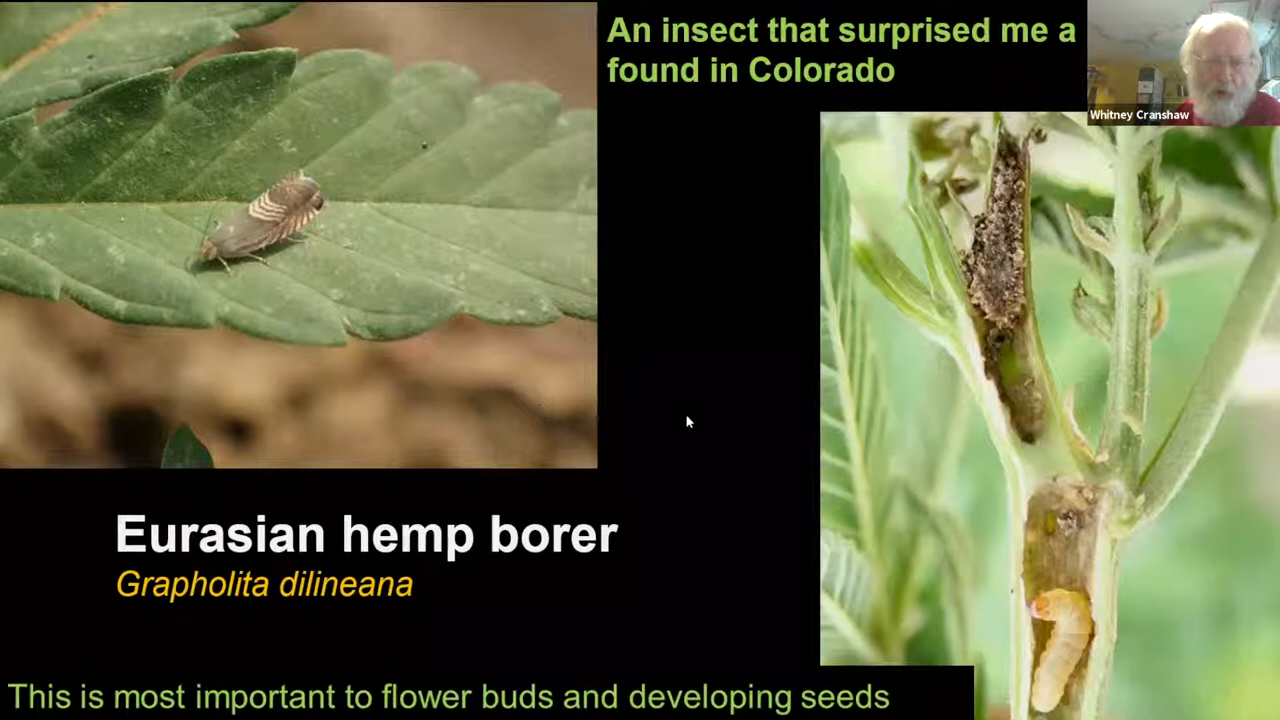 An insect that surprised me a
found in Colorado
Whitney Cranshaw
Eurasian hemp borer
Grapholita dilineana
This is most important to flower buds and developing seeds